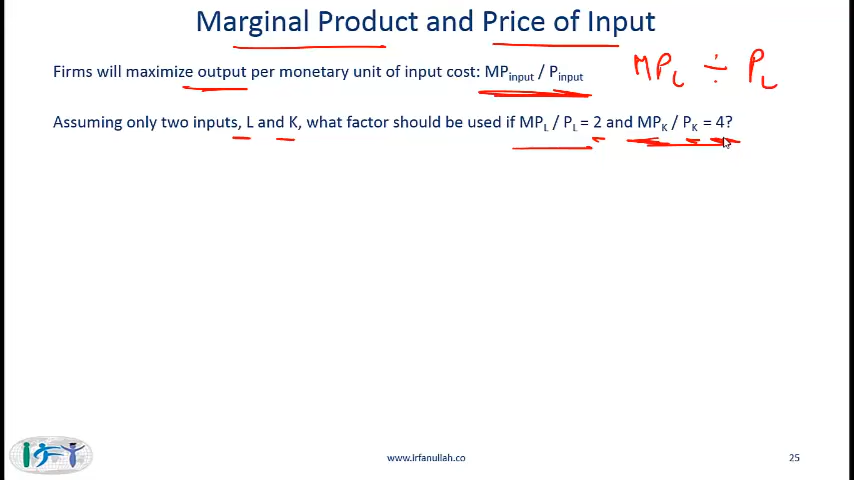 Marginal Product and Price of Input
Firms will maximize output per monetary unit of input cost: MPinput / Pinput
MPL ÷ PL
Assuming only two inputs, L and K, what factor should be used if MPL / PL = 2 and MPK / PK = 4?
www.irfanullah.co
25